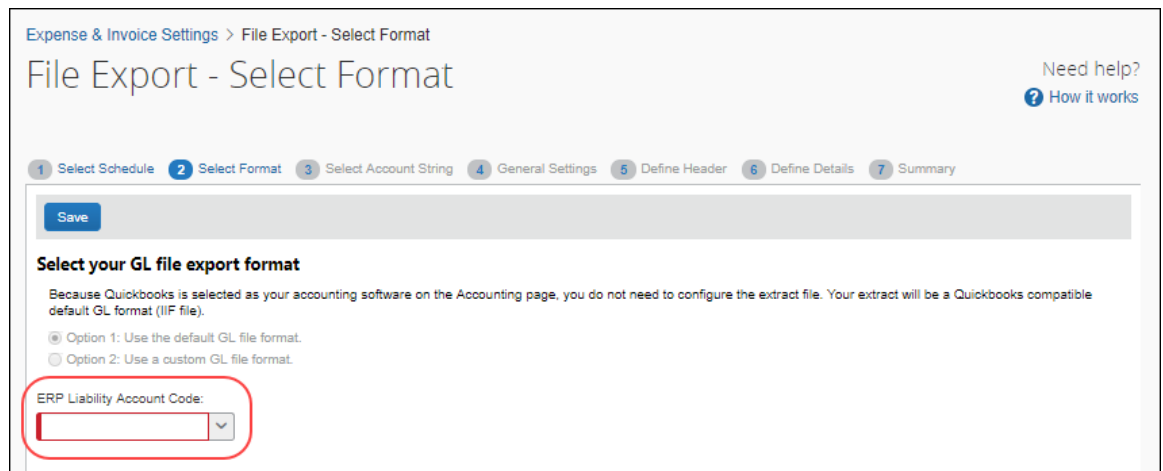 Expense & Invoice Settings > File Export - Select Format
File Export - Select Format
Need help?
? How it works
1 Select Schedule 2 Select Format 3 Select Account String 4 General Settings 5 Define Header 6 Define Details 7 Summary
Save
Select your GL file export format
Because Quickbooks is selected as your accounting software on the Accounting page, you do not need to configure the extract file. Your extract will be a Quickbooks compatible
default GL format (IIF file).
Option 1: Use the default GL file format.
Option 2: Use a custom GL file format.
ERP Liability Account Code: